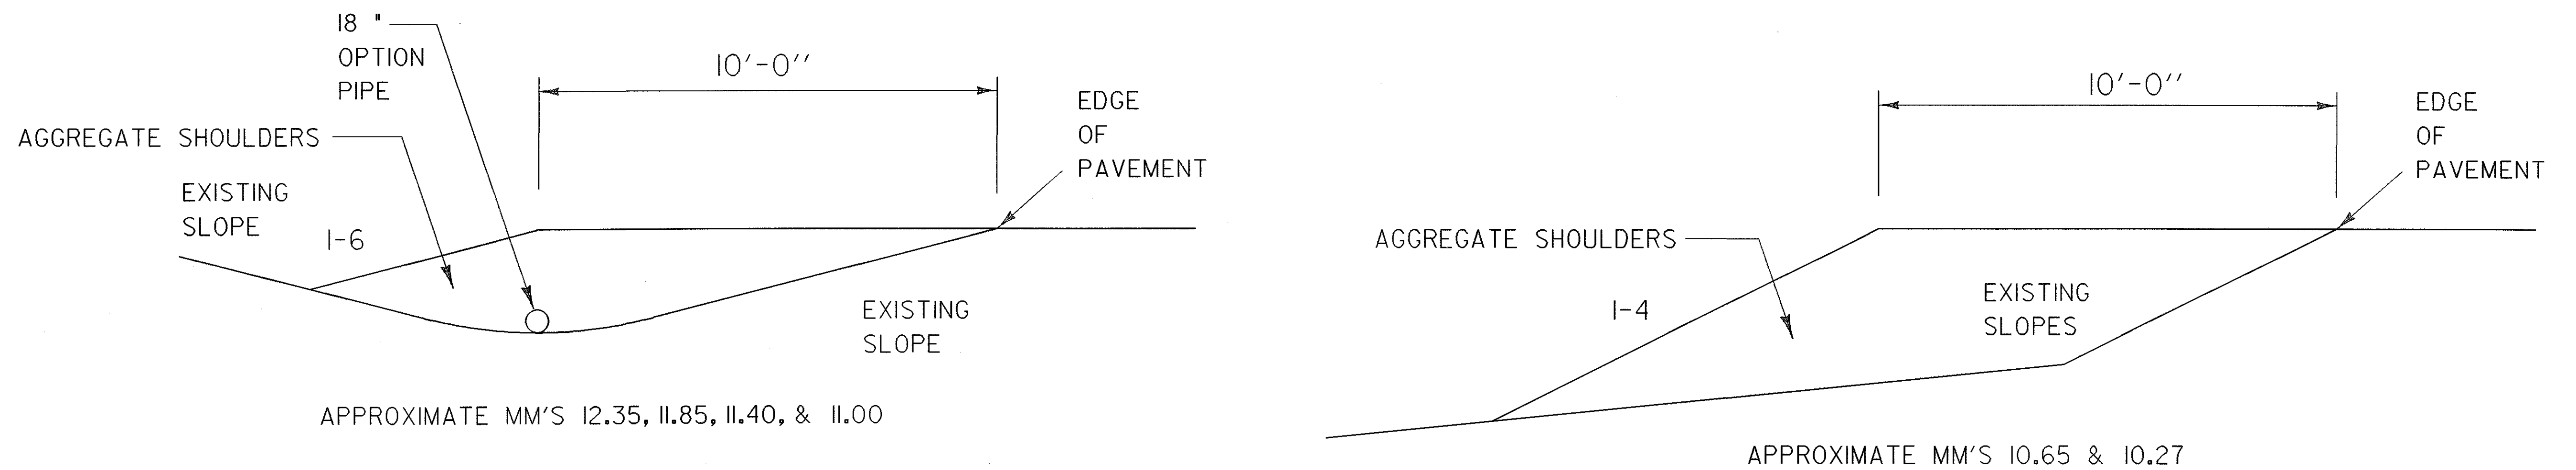 18 "
OPTION
PIPE
10'-0''
EDGE
OF
PAVEMENT
AGGREGATE SHOULDERS
EXISTING
SLOPE
1-6
EXISTING
SLOPE
APPROXIMATE MM'S 12.35, 11.85, 11.40, & 11.00
10'-0''
EDGE
OF
PAVEMENT
AGGREGATE SHOULDERS
EXISTING
SLOPES
1-4
APPROXIMATE MM'S 10.65 & 10.27